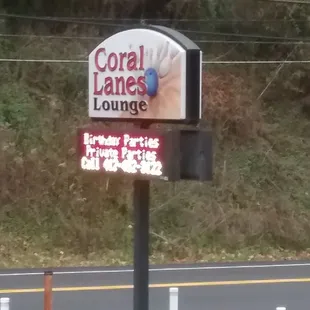 Coral
Lanes
Lounge
Birthday Parties
Private Parties
Call